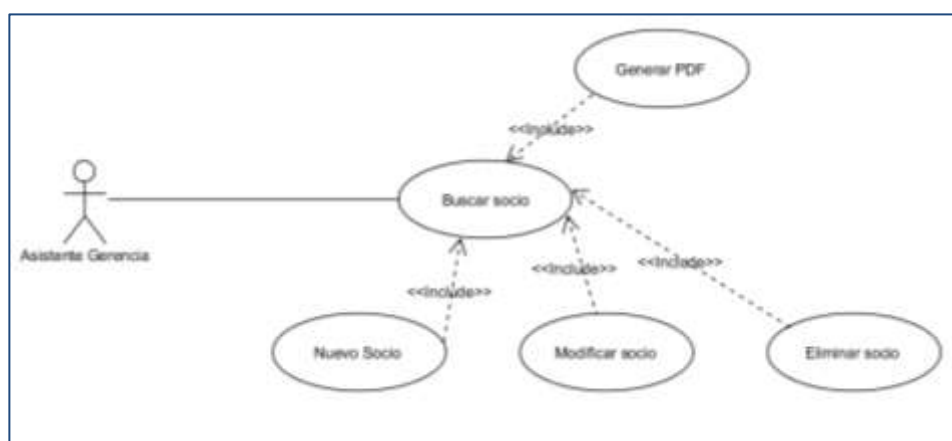 Generar PDF
<<Include>>
Buscar socio
Asistente Gerencia
<<Include>>
<<Include>>
<<Include>>
Nuevo Socio
Modificar socio
Eliminar socio